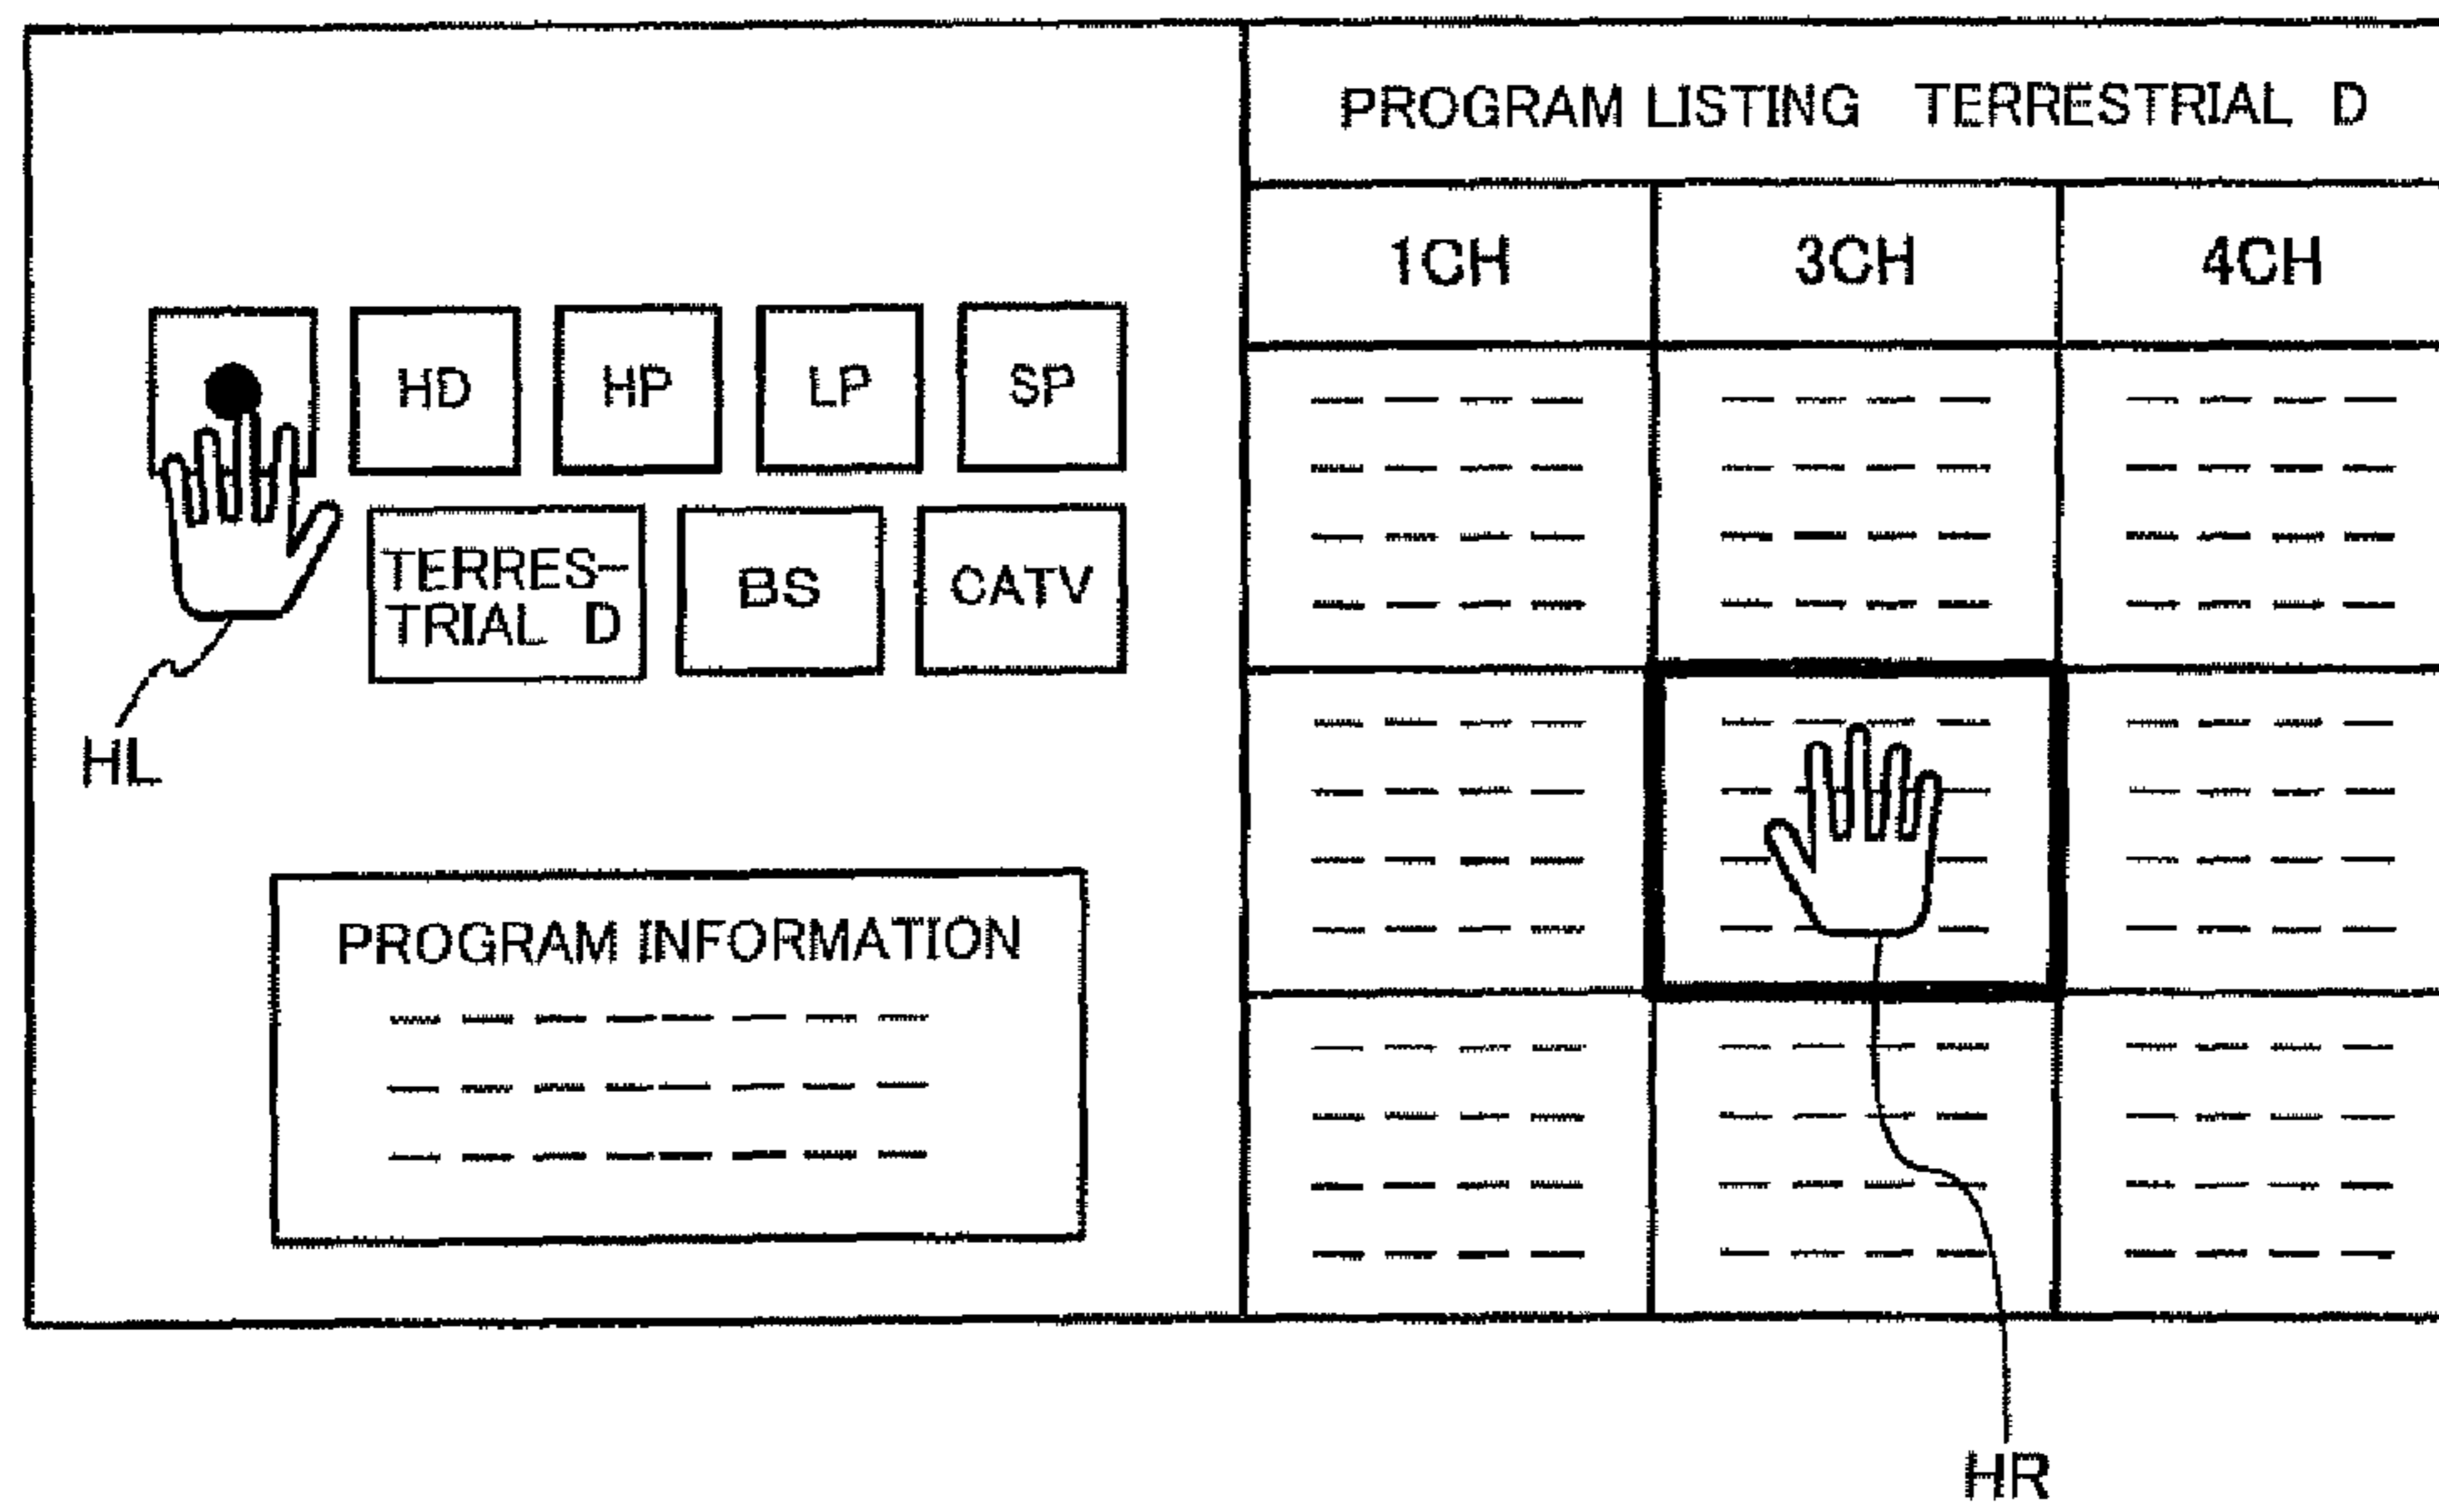 PROGRAM LISTING TERRESTRIAL D
1CH 3CH 4CH
HD HP LP SP
TERRES-
TRIAL D
BS CATV
HL
PROGRAM INFORMATION
HR